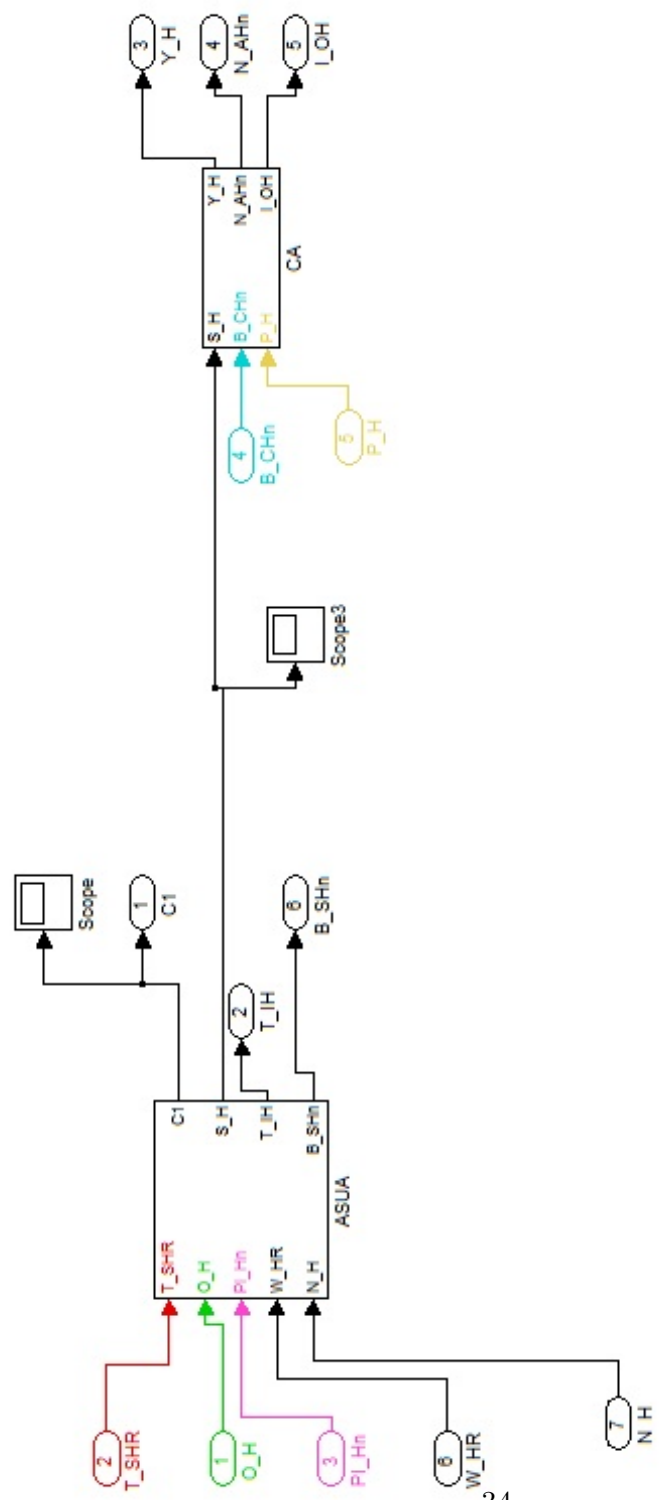 2
T_SHR
1
O_H
3
PI_Hn
6
W_HR
7
N_H
T_SHR
O_H
PI_Hn
W_HR
N_H
C1
S_H
T_IH
B_SHn
ASUA
Scope
1
C1
2
T_IH
6
B_SHn
Scope3
4
B_CHn
5
P_H
S_H
B_CHn
P_H
Y_H
N_AHn
I_OH
CA
3
Y_H
4
N_AHn
5
I_OH